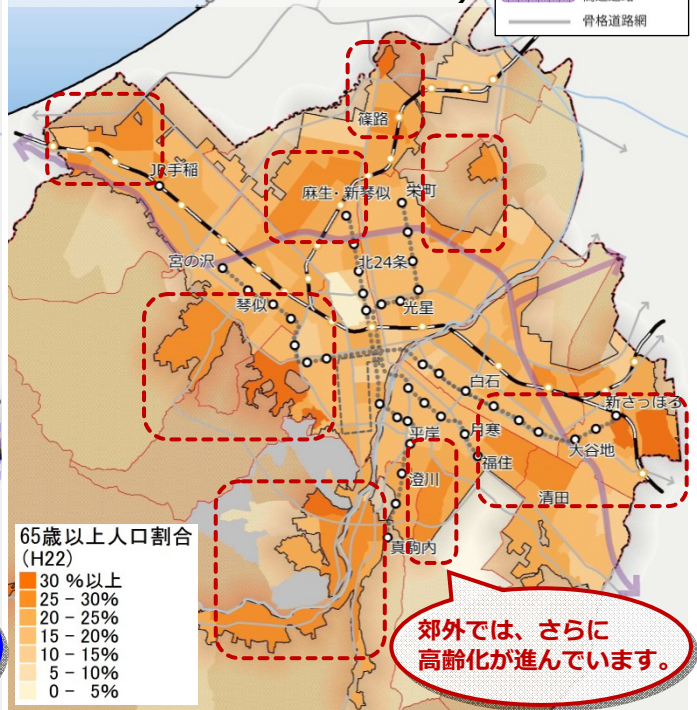 骨格道路網
篠路
JR手稲
麻生・新琴似
栄町
宮の沢
北24条
琴似
光星
白石
新さっぽろ
平岸
月寒
大谷地
福住
澄川
清田
真駒内
65歳以上人口割合
(H22)
30 %以上
25 - 30%
20 - 25%
15 - 20%
10 - 15%
5 - 10%
0 - 5%
郊外では、さらに
高齢化が進んでいます。